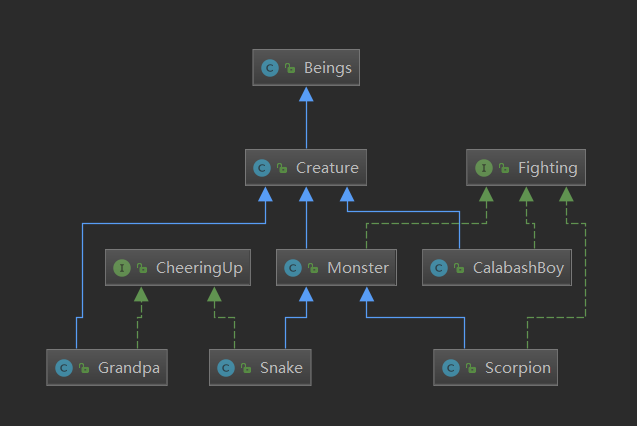 C Beings
C Creature
I Fighting
I CheeringUp
C Monster
C CalabashBoy
C Grandpa
C Snake
C Scorpion